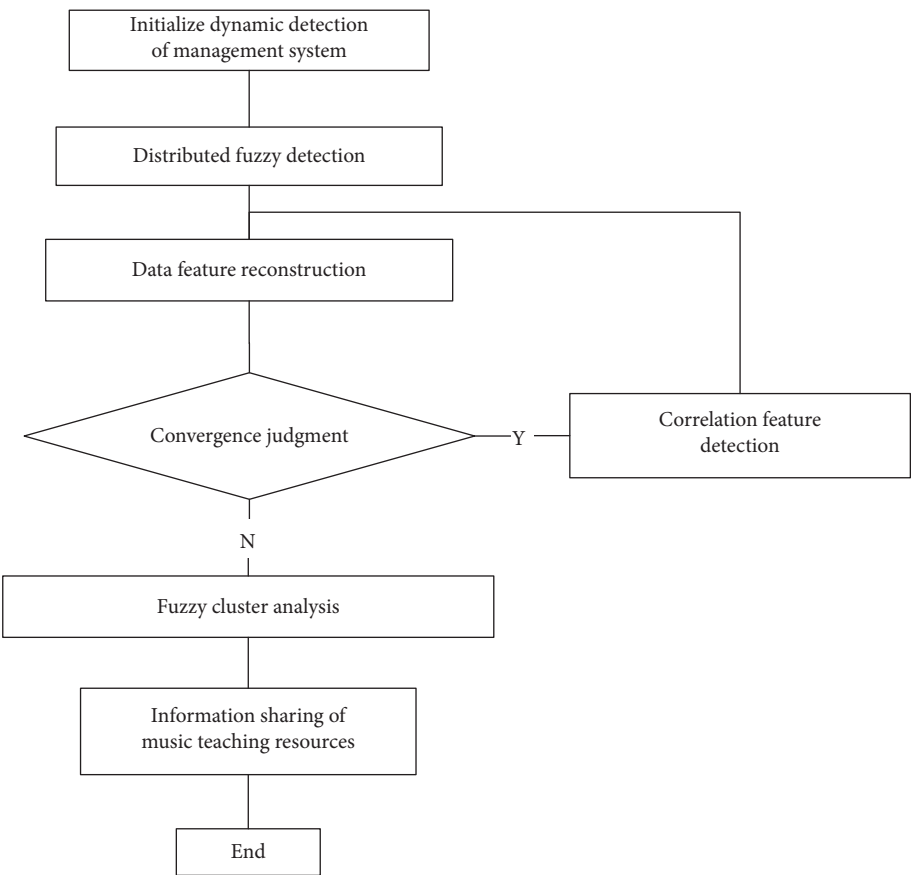 Initialize dynamic detection
of management system
Distributed fuzzy detection
Data feature reconstruction
Convergence judgment
Y
Correlation feature
detection
N
Fuzzy cluster analysis
Information sharing of
music teaching resources
End